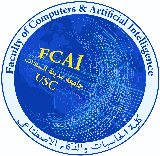 Faculty of Computers & Artificial Intelligence
FCAI
جامعة مدينة السادات
USC
كلية الحاسبات والذكاء الاصطناعي